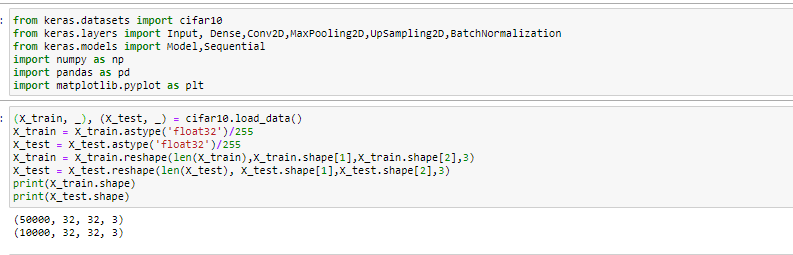 from keras.datasets import cifar10
from keras.layers import Input, Dense,Conv2D,MaxPooling2D,UpSampling2D,BatchNormalization
from keras.models import Model,Sequential
import numpy as np
import pandas as pd
import matplotlib.pyplot as plt
(X_train, _), (X_test, _) = cifar10.load_data()
X_train = X_train.astype('float32')/255
X_test = X_test.astype('float32')/255
X_train = X_train.reshape(len(X_train),X_train.shape[1],X_train.shape[2],3)
X_test = X_test.reshape(len(X_test), X_test.shape[1],X_test.shape[2],3)
print(X_train.shape)
print(X_test.shape)
(50000, 32, 32, 3)
(10000, 32, 32, 3)